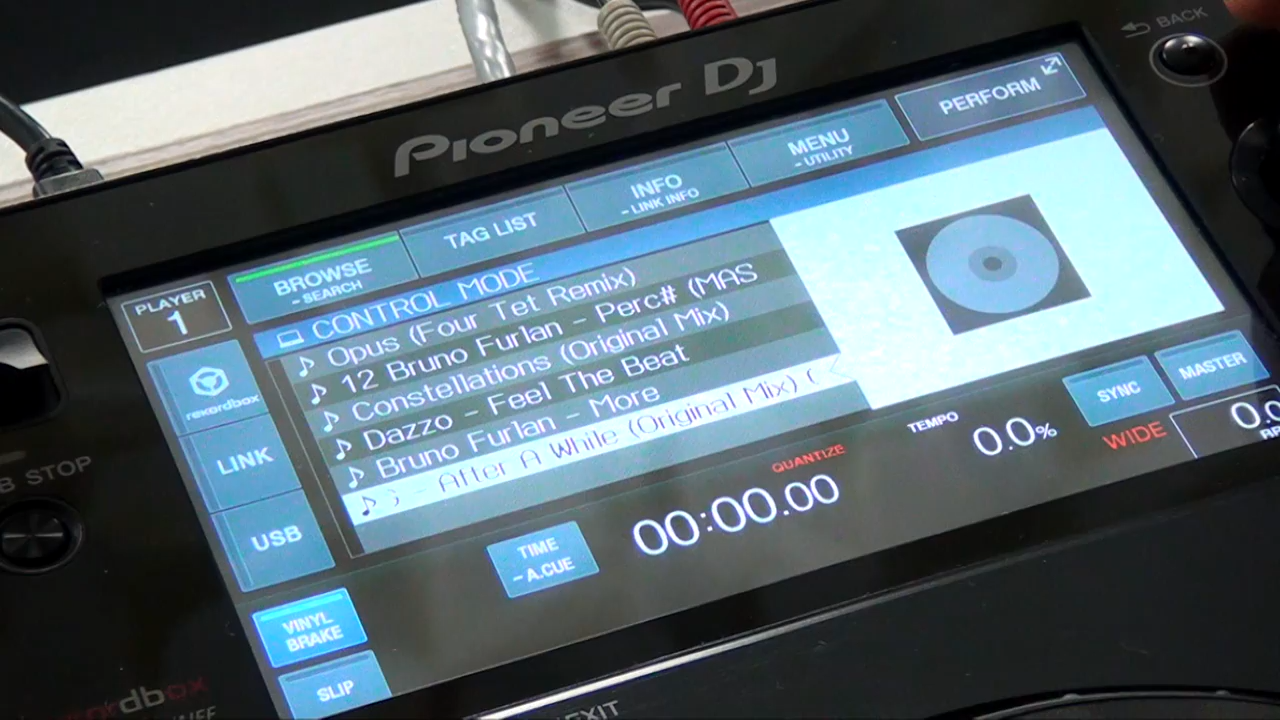 BACK
Pioneer Dj
PERFORM
MENU
- UTILITY
INFO
- LINK INFO
TAG LIST
BROWSE
- SEARCH
PLAYER
1
CONTROL MODE
Opus (Four Tet Remix)
12 Bruno Furlan - Perc# (MAS
Constellations (Original Mix)
Dazzo - Feel The Beat
Bruno Furlan - More
- After A While (Original Mix) (
rekordbox
LINK
USB
STOP
TIME
- A.CUE
QUANTIZE
00:00.00
TEMPO
0.0%
WIDE
SYNC
MASTER
0.0
VINYL
BRAKE
SLIP
EXIT